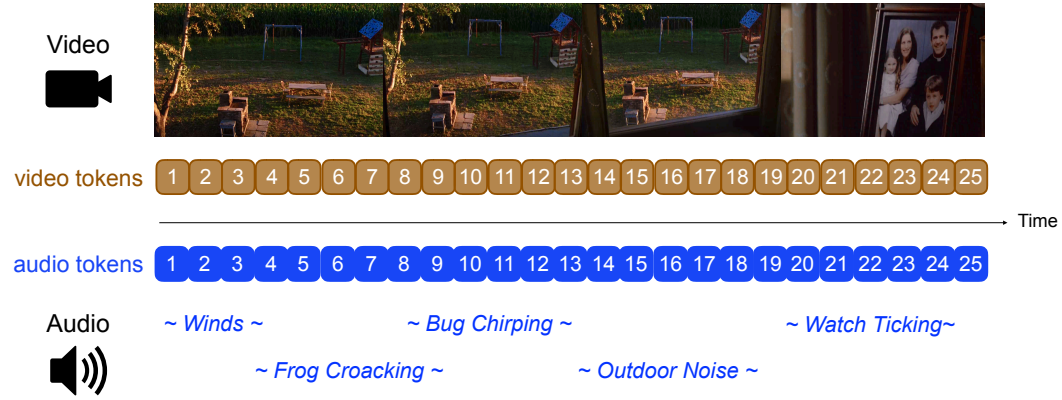 Video
video tokens 1 2 3 4 5 6 7 8 9 10 11 12 13 14 15 16 17 18 19 20 21 22 23 24 25
Time
audio tokens 1 2 3 4 5 6 7 8 9 10 11 12 13 14 15 16 17 18 19 20 21 22 23 24 25
Audio
~ Winds ~ ~ Bug Chirping ~ ~ Watch Ticking~
~ Frog Croacking ~ ~ Outdoor Noise ~